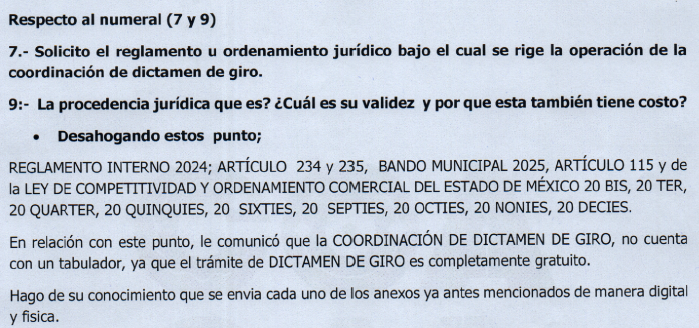 Respecto al numeral (7 y 9)
7.- Solicito el reglamento u ordenamiento jurídico bajo el cual se rige la operación de la
coordinación de dictamen de giro.
9:- La procedencia jurídica que es? ¿Cuál es su validez y por que esta también tiene costo?
• Desahogando estos punto;
REGLAMENTO INTERNO 2024; ARTÍCULO 234 y 235, BANDO MUNICIPAL 2025, ARTÍCULO 115 y de
la LEY DE COMPETITIVIDAD Y ORDENAMIENTO COMERCIAL DEL ESTADO DE MÉXICO 20 BIS, 20 TER,
20 QUARTER, 20 QUINQUIES, 20 SIXTIES, 20 SEPTIES, 20 OCTIES, 20 NONIES, 20 DECIES.
En relación con este punto, le comunicó que la COORDINACIÓN DE DICTAMEN DE GIRO, no cuenta
con un tabulador, ya que el trámite de DICTAMEN DE GIRO es completamente gratuito.
Hago de su conocimiento que se envia cada uno de los anexos ya antes mencionados de manera digital
y fisica.